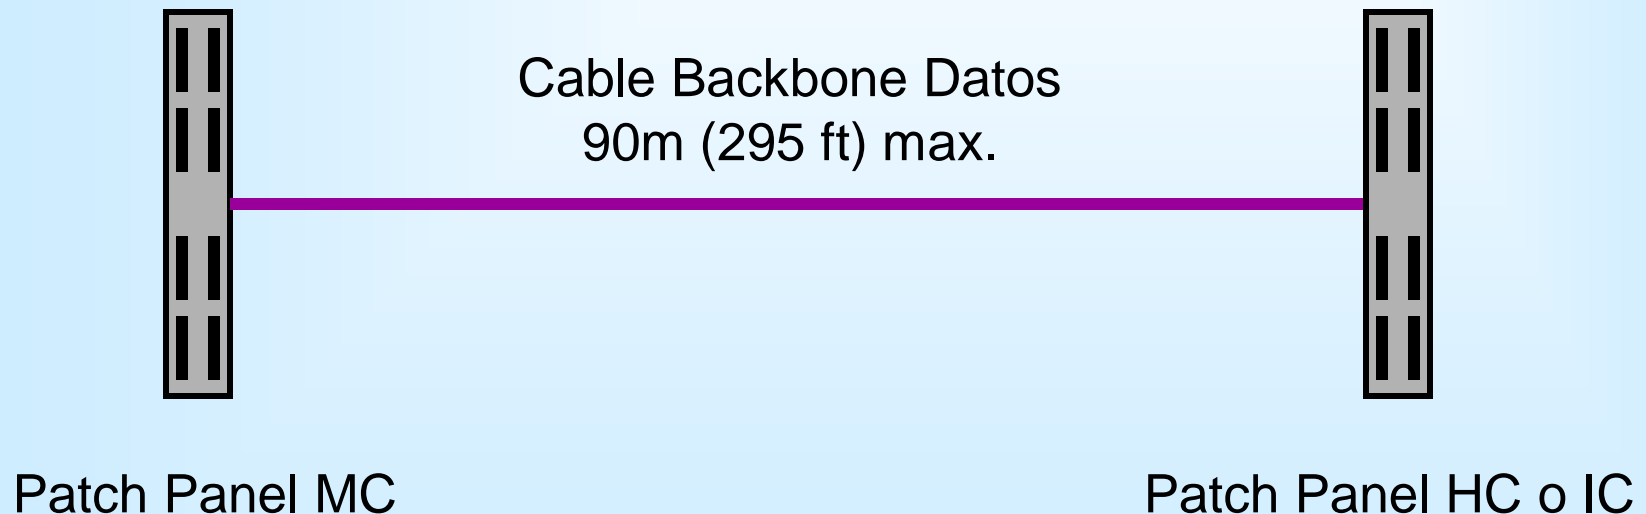 Cable Backbone Datos
90m (295 ft) max.
Patch Panel MC
Patch Panel HC o IC